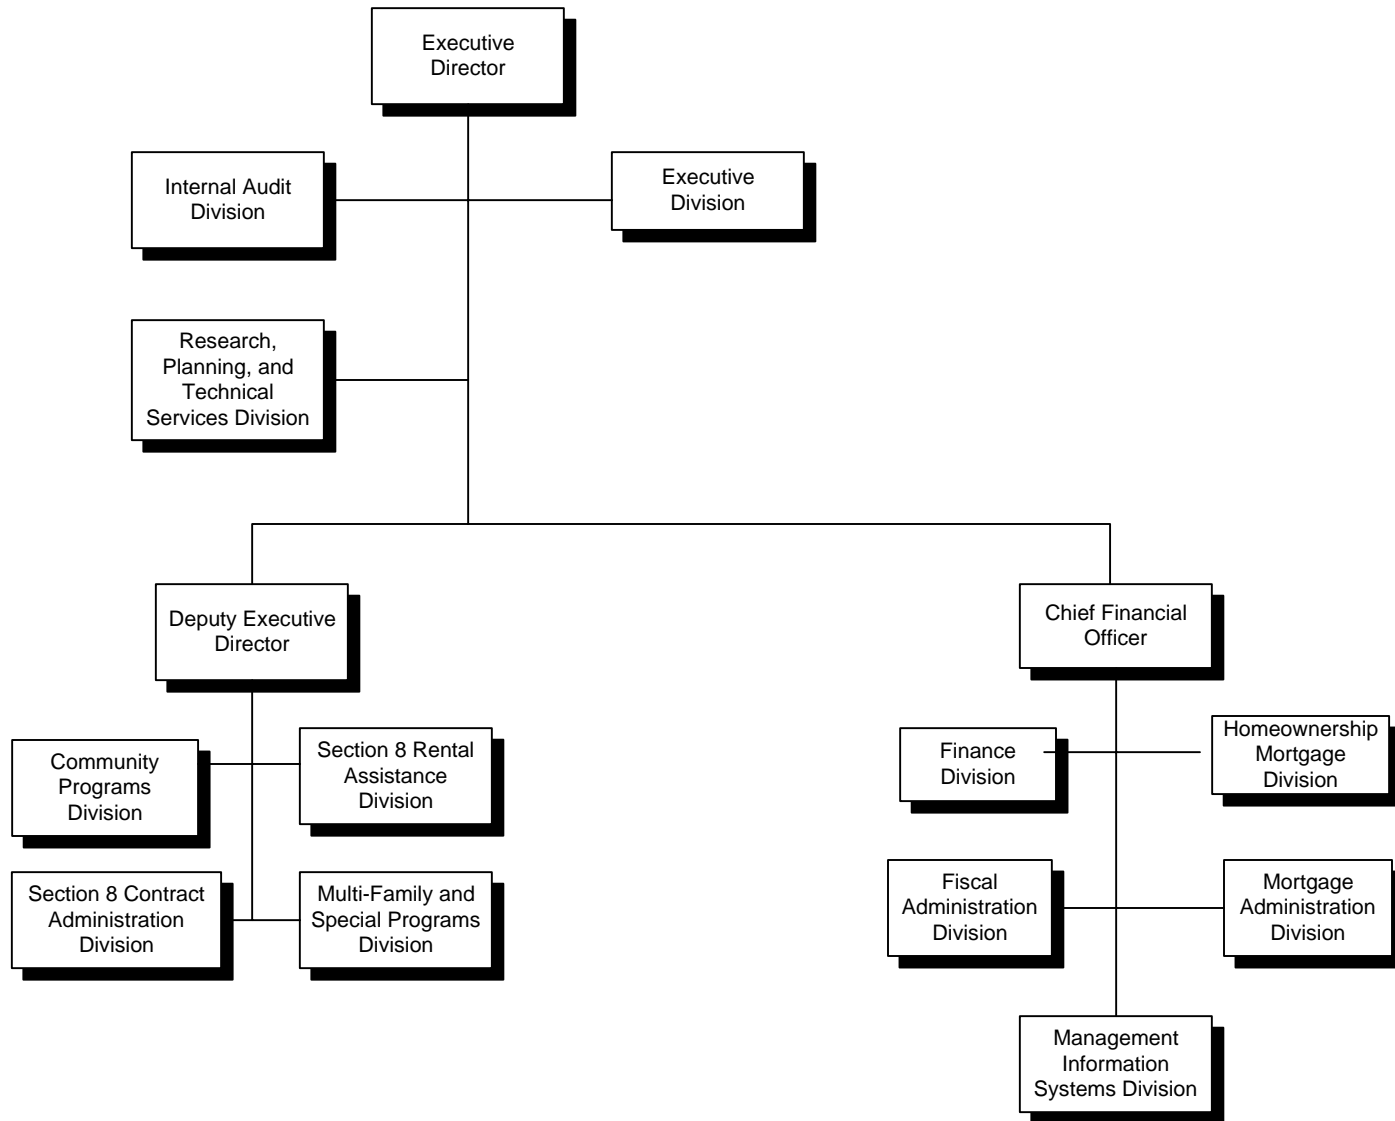 Executive
Director
Internal Audit
Division
Executive
Division
Research,
Planning, and
Technical
Services Division
Deputy Executive
Director
Chief Financial
Officer
Community
Programs
Division
Section 8 Rental
Assistance
Division
Finance
Division
Homeownership
Mortgage
Division
Section 8 Contract
Administration
Division
Multi-Family and
Special Programs
Division
Fiscal
Administration
Division
Mortgage
Administration
Division
Management
Information
Systems Division